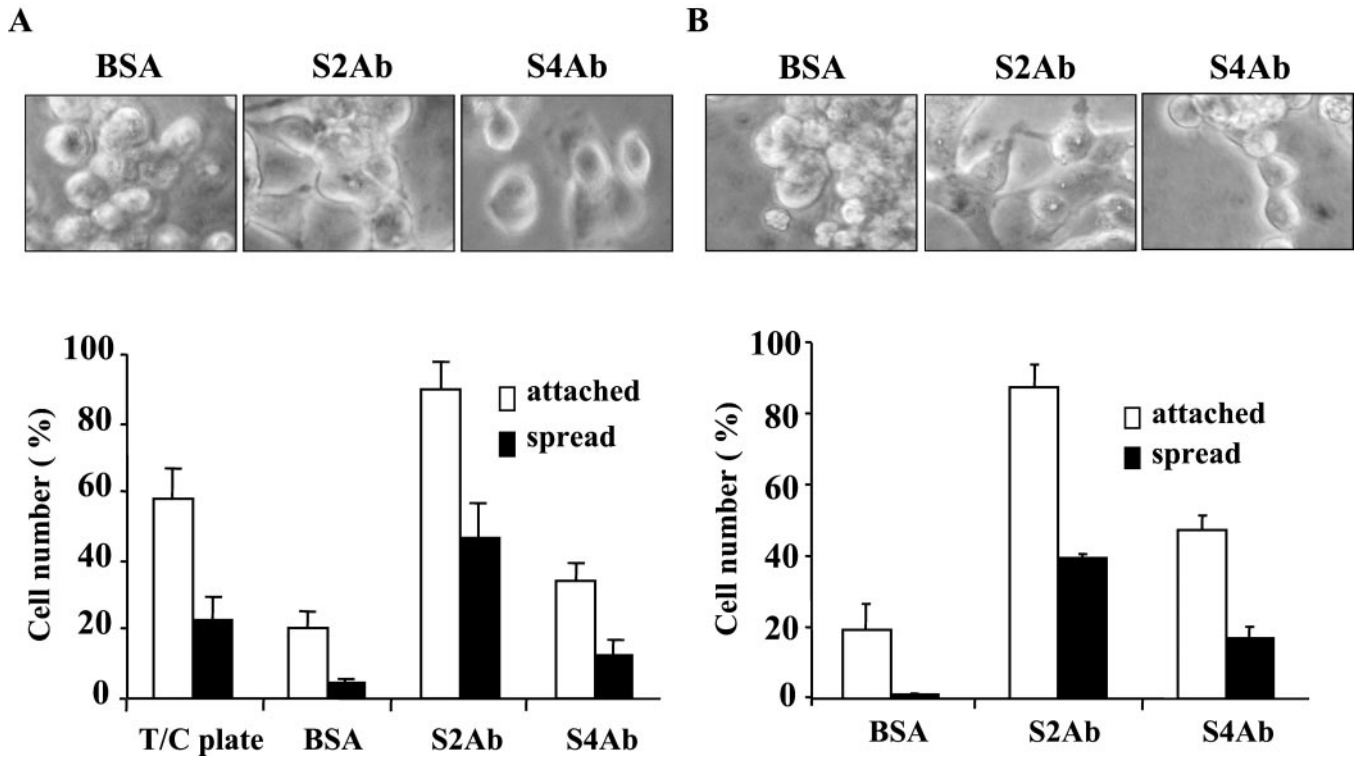 A
BSA S2Ab S4Ab
100
80
60
40
20
0
Cell number ( %)
attached
spread
T/C plate BSA S2Ab S4Ab
B
BSA S2Ab S4Ab
100
80
60
40
20
0
Cell number ( %)
attached
spread
BSA S2Ab S4Ab